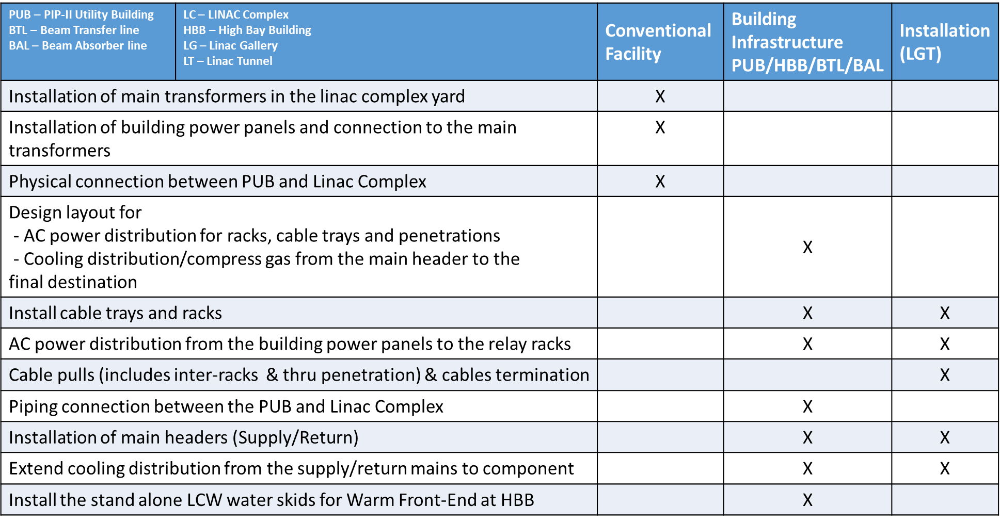 PUB – PIP-II Utility Building
BTL – Beam Transfer line
BAL – Beam Absorber line
LC – LINAC Complex
HBB – High Bay Building
LG – Linac Gallery
LT – Linac Tunnel
Conventional
Facility
Building
Infrastructure
PUB/HBB/BTL/BAL
Installation
(LGT)
Installation of main transformers in the linac complex yard
X
Installation of building power panels and connection to the main
transformers
X
Physical connection between PUB and Linac Complex
X
Design layout for
- AC power distribution for racks, cable trays and penetrations
- Cooling distribution/compress gas from the main header to the
final destination
X
Install cable trays and racks
X
X
AC power distribution from the building power panels to the relay racks
X
X
Cable pulls (includes inter-racks & thru penetration) & cables termination
X
Piping connection between the PUB and Linac Complex
X
Installation of main headers (Supply/Return)
X
X
Extend cooling distribution from the supply/return mains to component
X
X
Install the stand alone LCW water skids for Warm Front-End at HBB
X